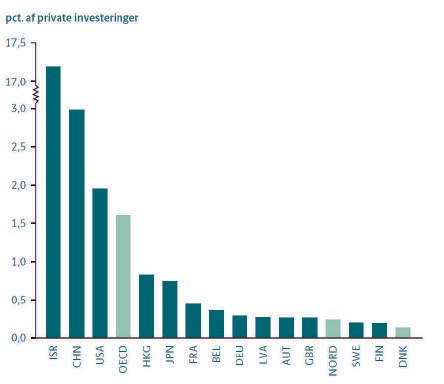 pct. af private investeringer
17,5
17,0
3,0
2,5
2,0
1,5
1,0
0,5
0,0
ISR
CHN
USA
OECD
HKG
JPN
FRA
BEL
DEU
LVA
AUT
GBR
NORD
SWE
FIN
DNK